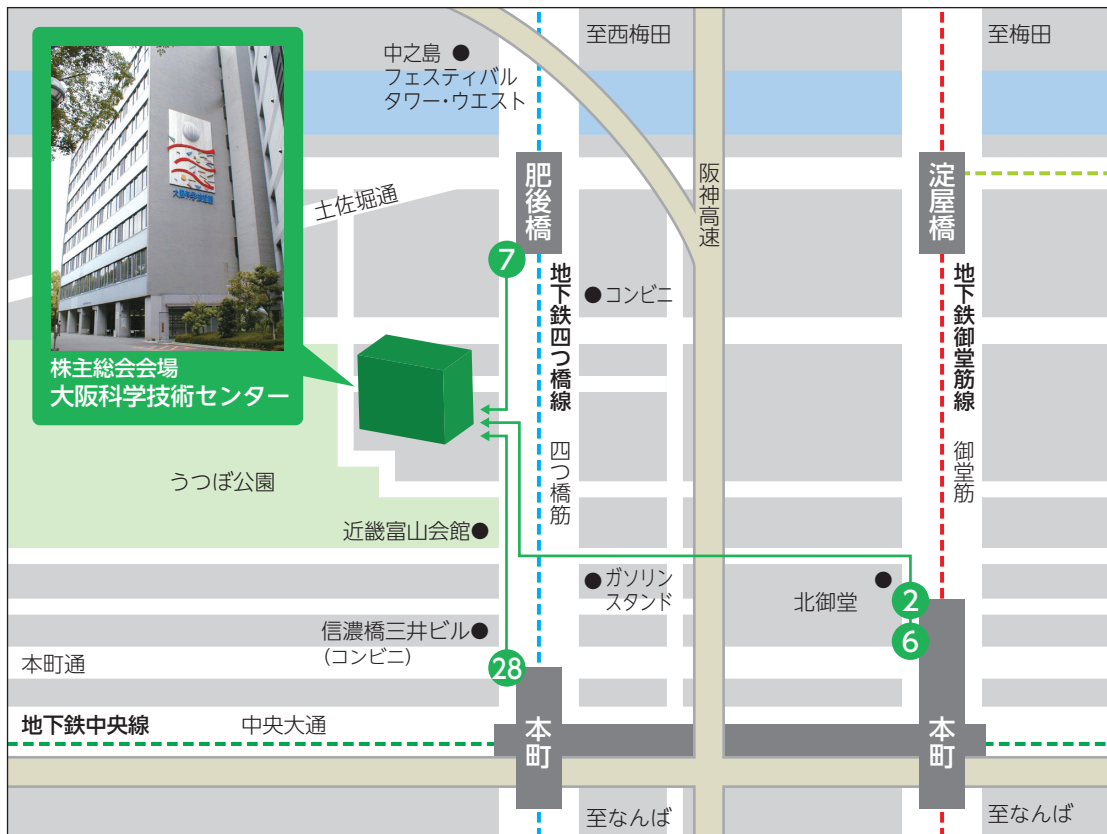 至西梅田
至梅田
中之島
フェスティバル
タワー・ウエスト
大阪科学技術館
土佐堀通
肥後橋
阪神高速
淀屋橋
7
コンビニ
地下鉄四つ橋線
地下鉄御堂筋線
株主総会会場
大阪科学技術センター
四つ橋筋
御堂筋
うつぼ公園
近畿富山会館
ガソリン
スタンド
北御堂
2
6
信濃橋三井ビル
(コンビニ)
28
本町通
地下鉄中央線
中央大通
本町
本町
至なんば
至なんば